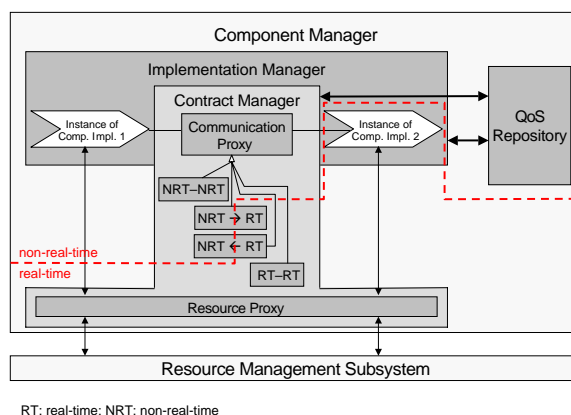 Component Manager
Implementation Manager
Contract Manager
Instance of
Comp. Impl. 1
Communication
Proxy
Instance of
Comp. Impl. 2
QoS
Repository
NRT–NRT
NRT → RT
NRT ← RT
RT–RT
non-real-time
real-time
Resource Proxy
Resource Management Subsystem
RT: real-time; NRT: non-real-time